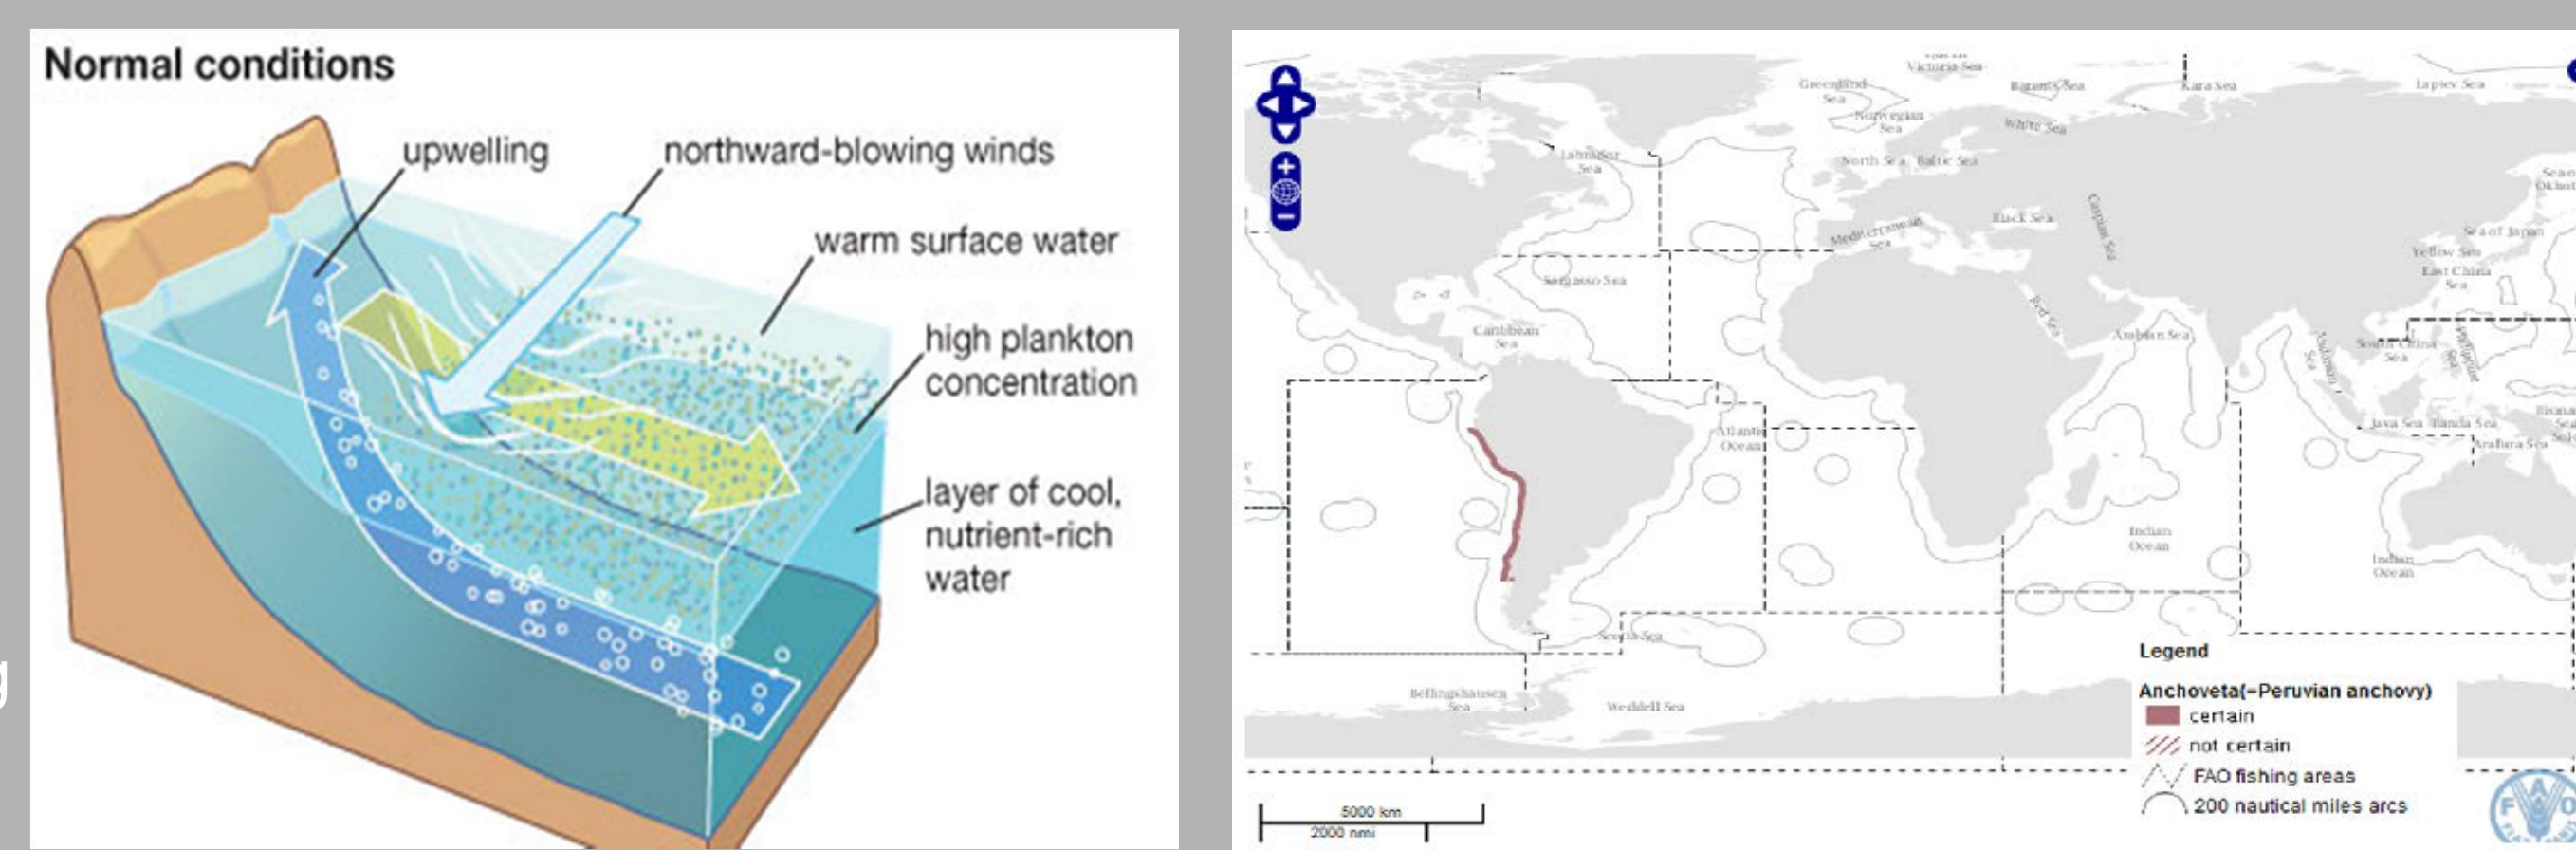 Normal conditions
upwelling
northward-blowing winds
warm surface water
high plankton
concentration
layer of cool,
nutrient-rich
water
g
Victoria Sea
Greenland
Sea
Barents Sea
Kara Sea
Laptev Sea
Norwegian
Sea
White Sea
Labrador
Sea
North Sea
Baltic Sea
Sea o
Okhot
Mediterranean
Sea
Black Sea
Caspian Sea
Sea of Japan
Yellow Sea
East China
Sea
Sargasso Sea
Red Sea
Caribbean
Sea
Arabian Sea
Andaman
Sea
South China
Sea
Philippine
Sea
Atlantic
Ocean
Java Sea
Banda Sea
Arafura Sea
Indian
Ocean
Indian
Ocean
Scotia Sea
Bellingshausen
Sea
Weddell Sea
Legend
Anchoveta(=Peruvian anchovy)
certain
not certain
FAO fishing areas
200 nautical miles arcs
5000 km
2000 nmi
F A O